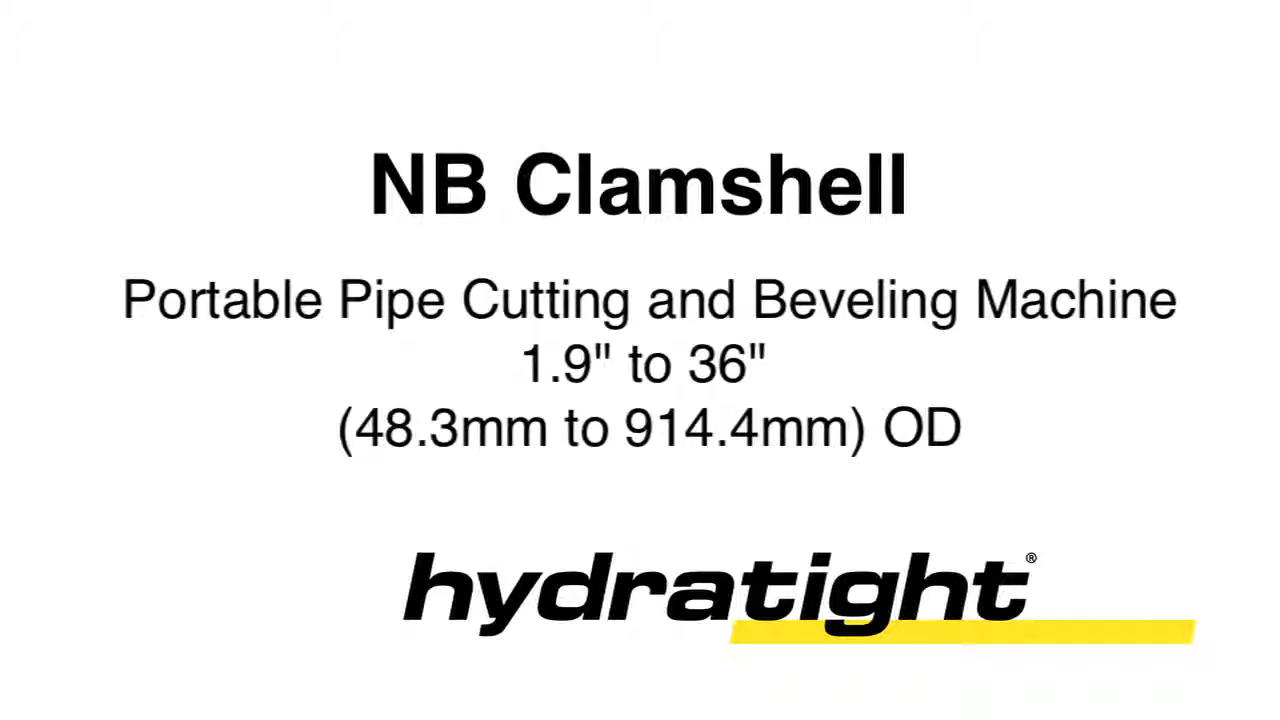 NB Clamshell
Portable Pipe Cutting and Beveling Machine
1.9" to 36"
(48.3mm to 914.4mm) OD
hydratight®